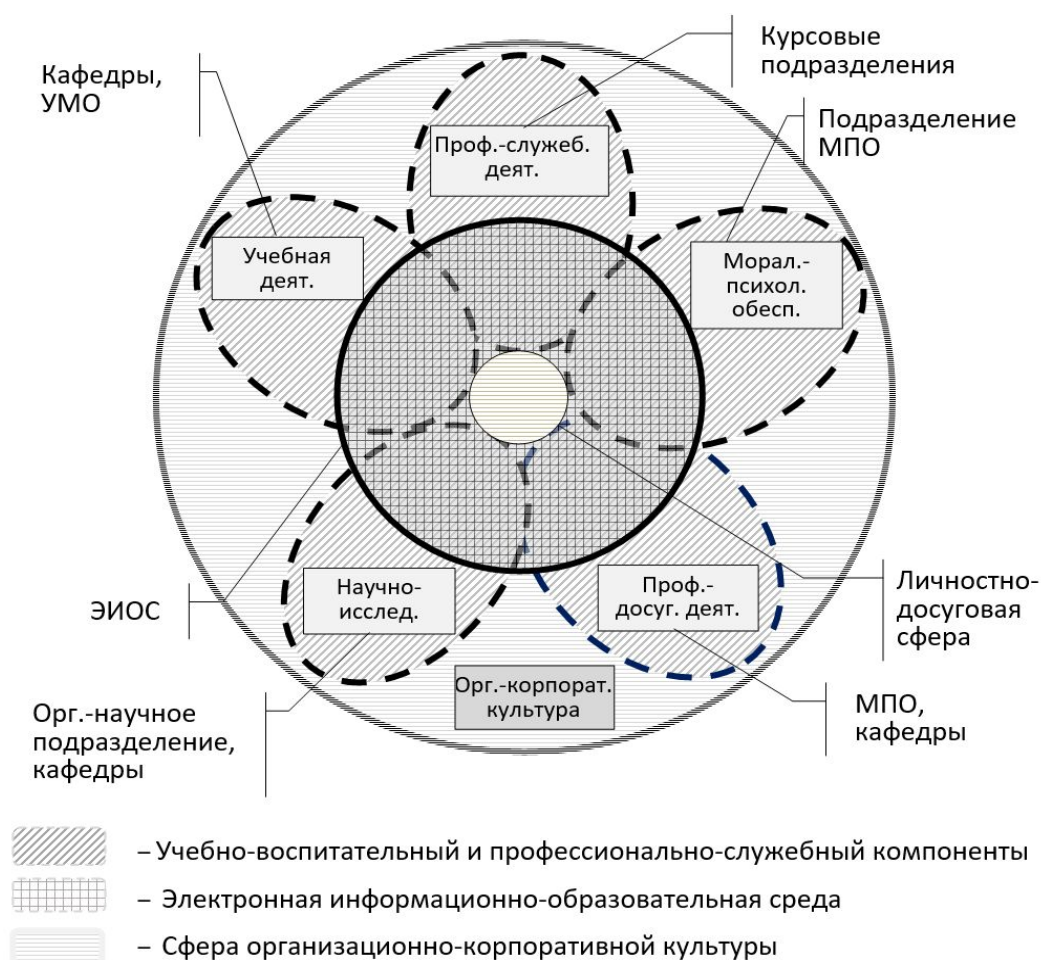 Курсовые
подразделения
Кафедры,
УМО
Подразделение
МПО
Проф.-служеб.
деят.
Учебная
деят.
Морал.-
психол.
обесп.
Научно-
исслед.
Проф.-
досуг. деят.
ЭИОС
Личностно-
досуговая
сфера
Орг.-корпорат.
культура
Орг.-научное
подразделение,
кафедры
МПО,
кафедры
– Учебно-воспитательный и профессионально-служебный компоненты
– Электронная информационно-образовательная среда
– Сфера организационно-корпоративной культуры